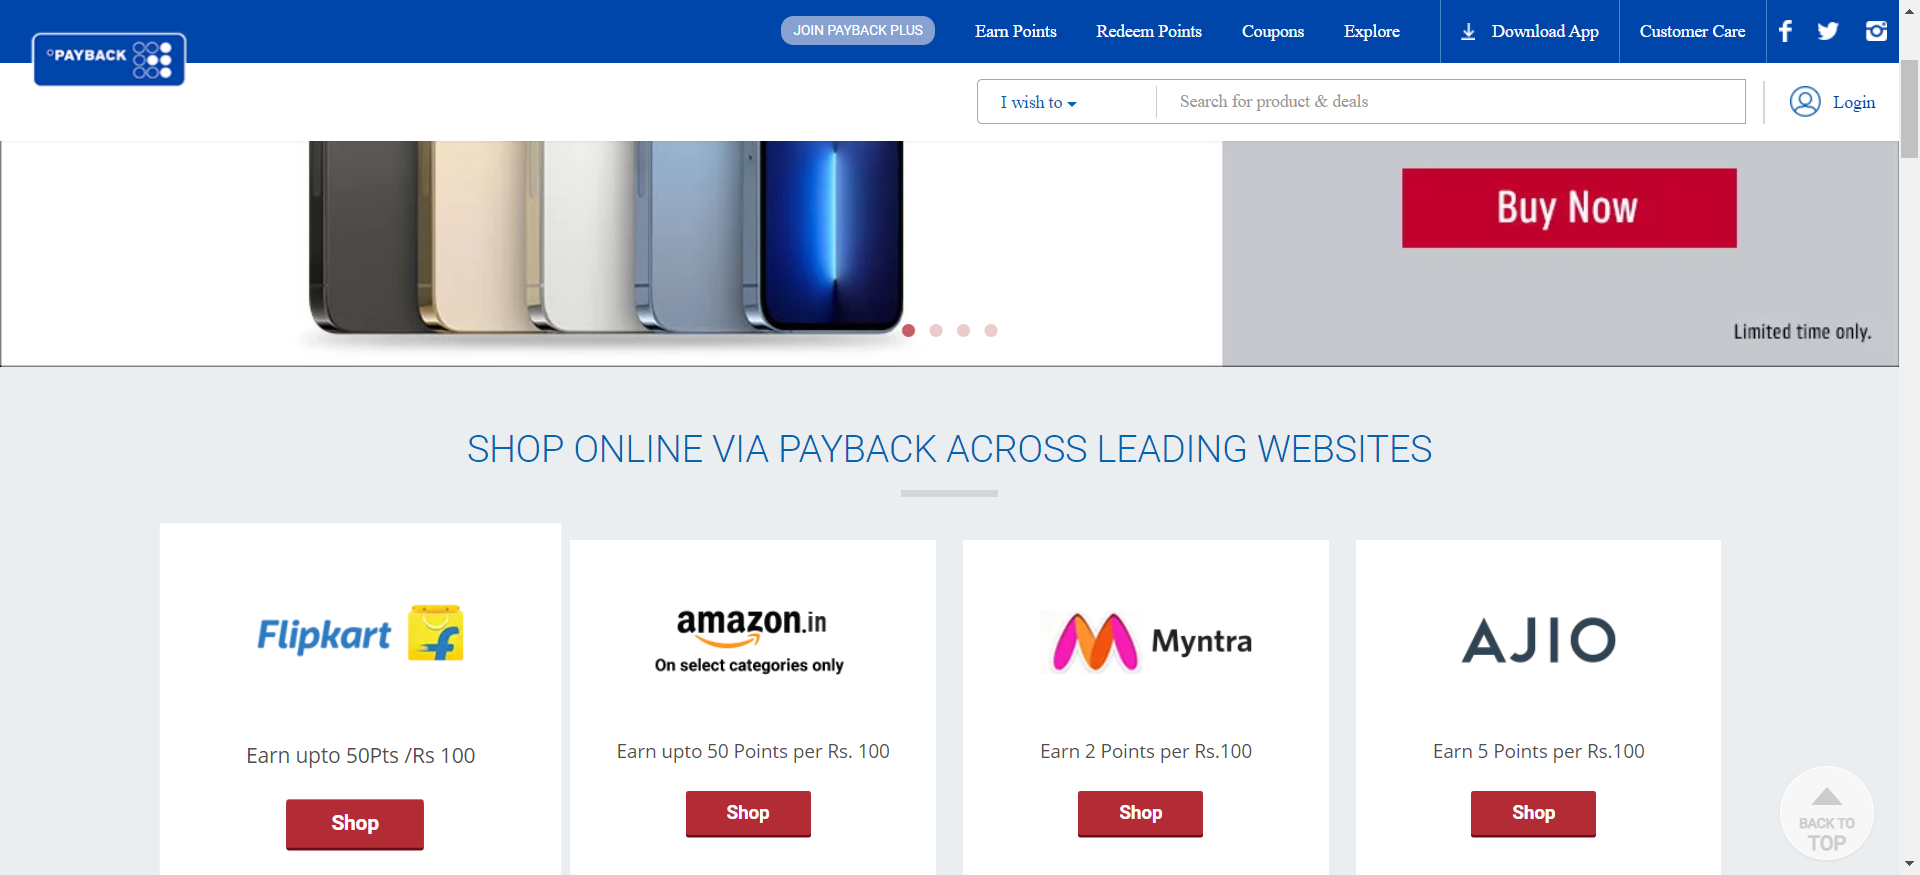 JOIN PAYBACK PLUS
Earn Points
Redeem Points
Coupons
Explore
Download App
Customer Care
PAYBACK
I wish to
Search for product & deals
Login
Buy Now
Limited time only.
SHOP ONLINE VIA PAYBACK ACROSS LEADING WEBSITES
Flipkart
Earn upto 50Pts /Rs 100
Shop
amazon.in
On select categories only
Earn upto 50 Points per Rs. 100
Shop
Myntra
Earn 2 Points per Rs.100
Shop
AJIO
Earn 5 Points per Rs.100
Shop
BACK TO
TOP